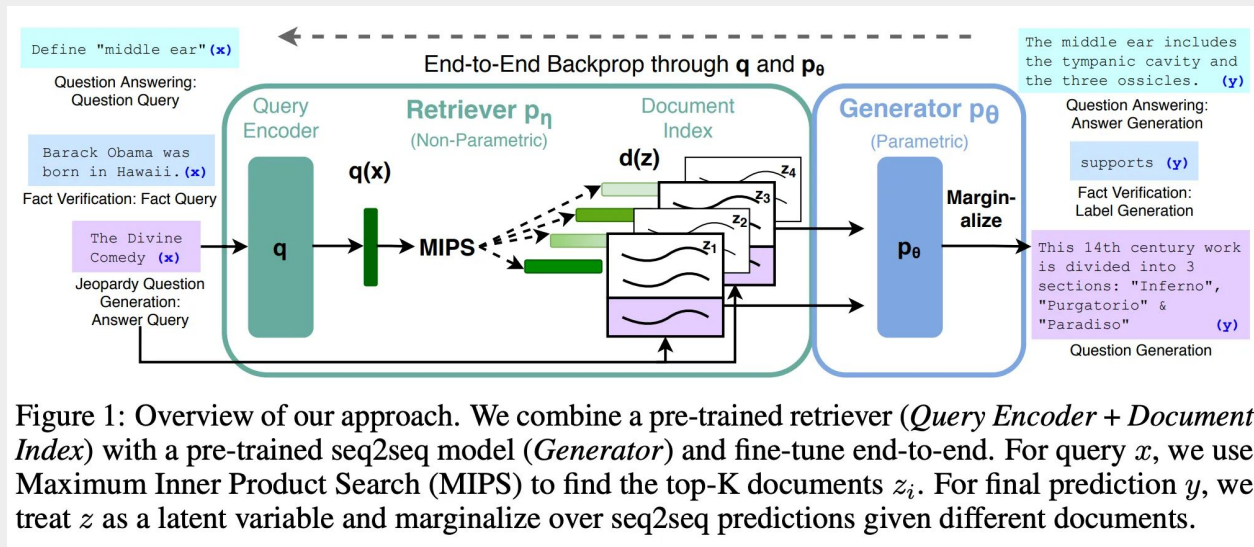 Define "middle ear" (x)
Question Answering:
Question Query
Barack Obama was
born in Hawaii. (x)
Fact Verification: Fact Query
The Divine
Comedy (x)
Jeopardy Question
Generation:
Answer Query
End-to-End Backprop through q and pθ
Query
Encoder
Retriever pη
(Non-Parametric)
Document
Index
q
q(x)
MIPS
d(z)
z4
z3
z2
z1
Generator pθ
(Parametric)
pθ
Margin-
alize
The middle ear includes
the tympanic cavity and
the three ossicles. (y)
Question Answering:
Answer Generation
supports (y)
Fact Verification:
Label Generation
This 14th century work
is divided into 3
sections: "Inferno",
"Purgatorio" &
"Paradiso" (y)
Question Generation
Figure 1: Overview of our approach. We combine a pre-trained retriever (Query Encoder + Document
Index) with a pre-trained seq2seq model (Generator) and fine-tune end-to-end. For query x, we use
Maximum Inner Product Search (MIPS) to find the top-K documents zi. For final prediction y, we
treat z as a latent variable and marginalize over seq2seq predictions given different documents.